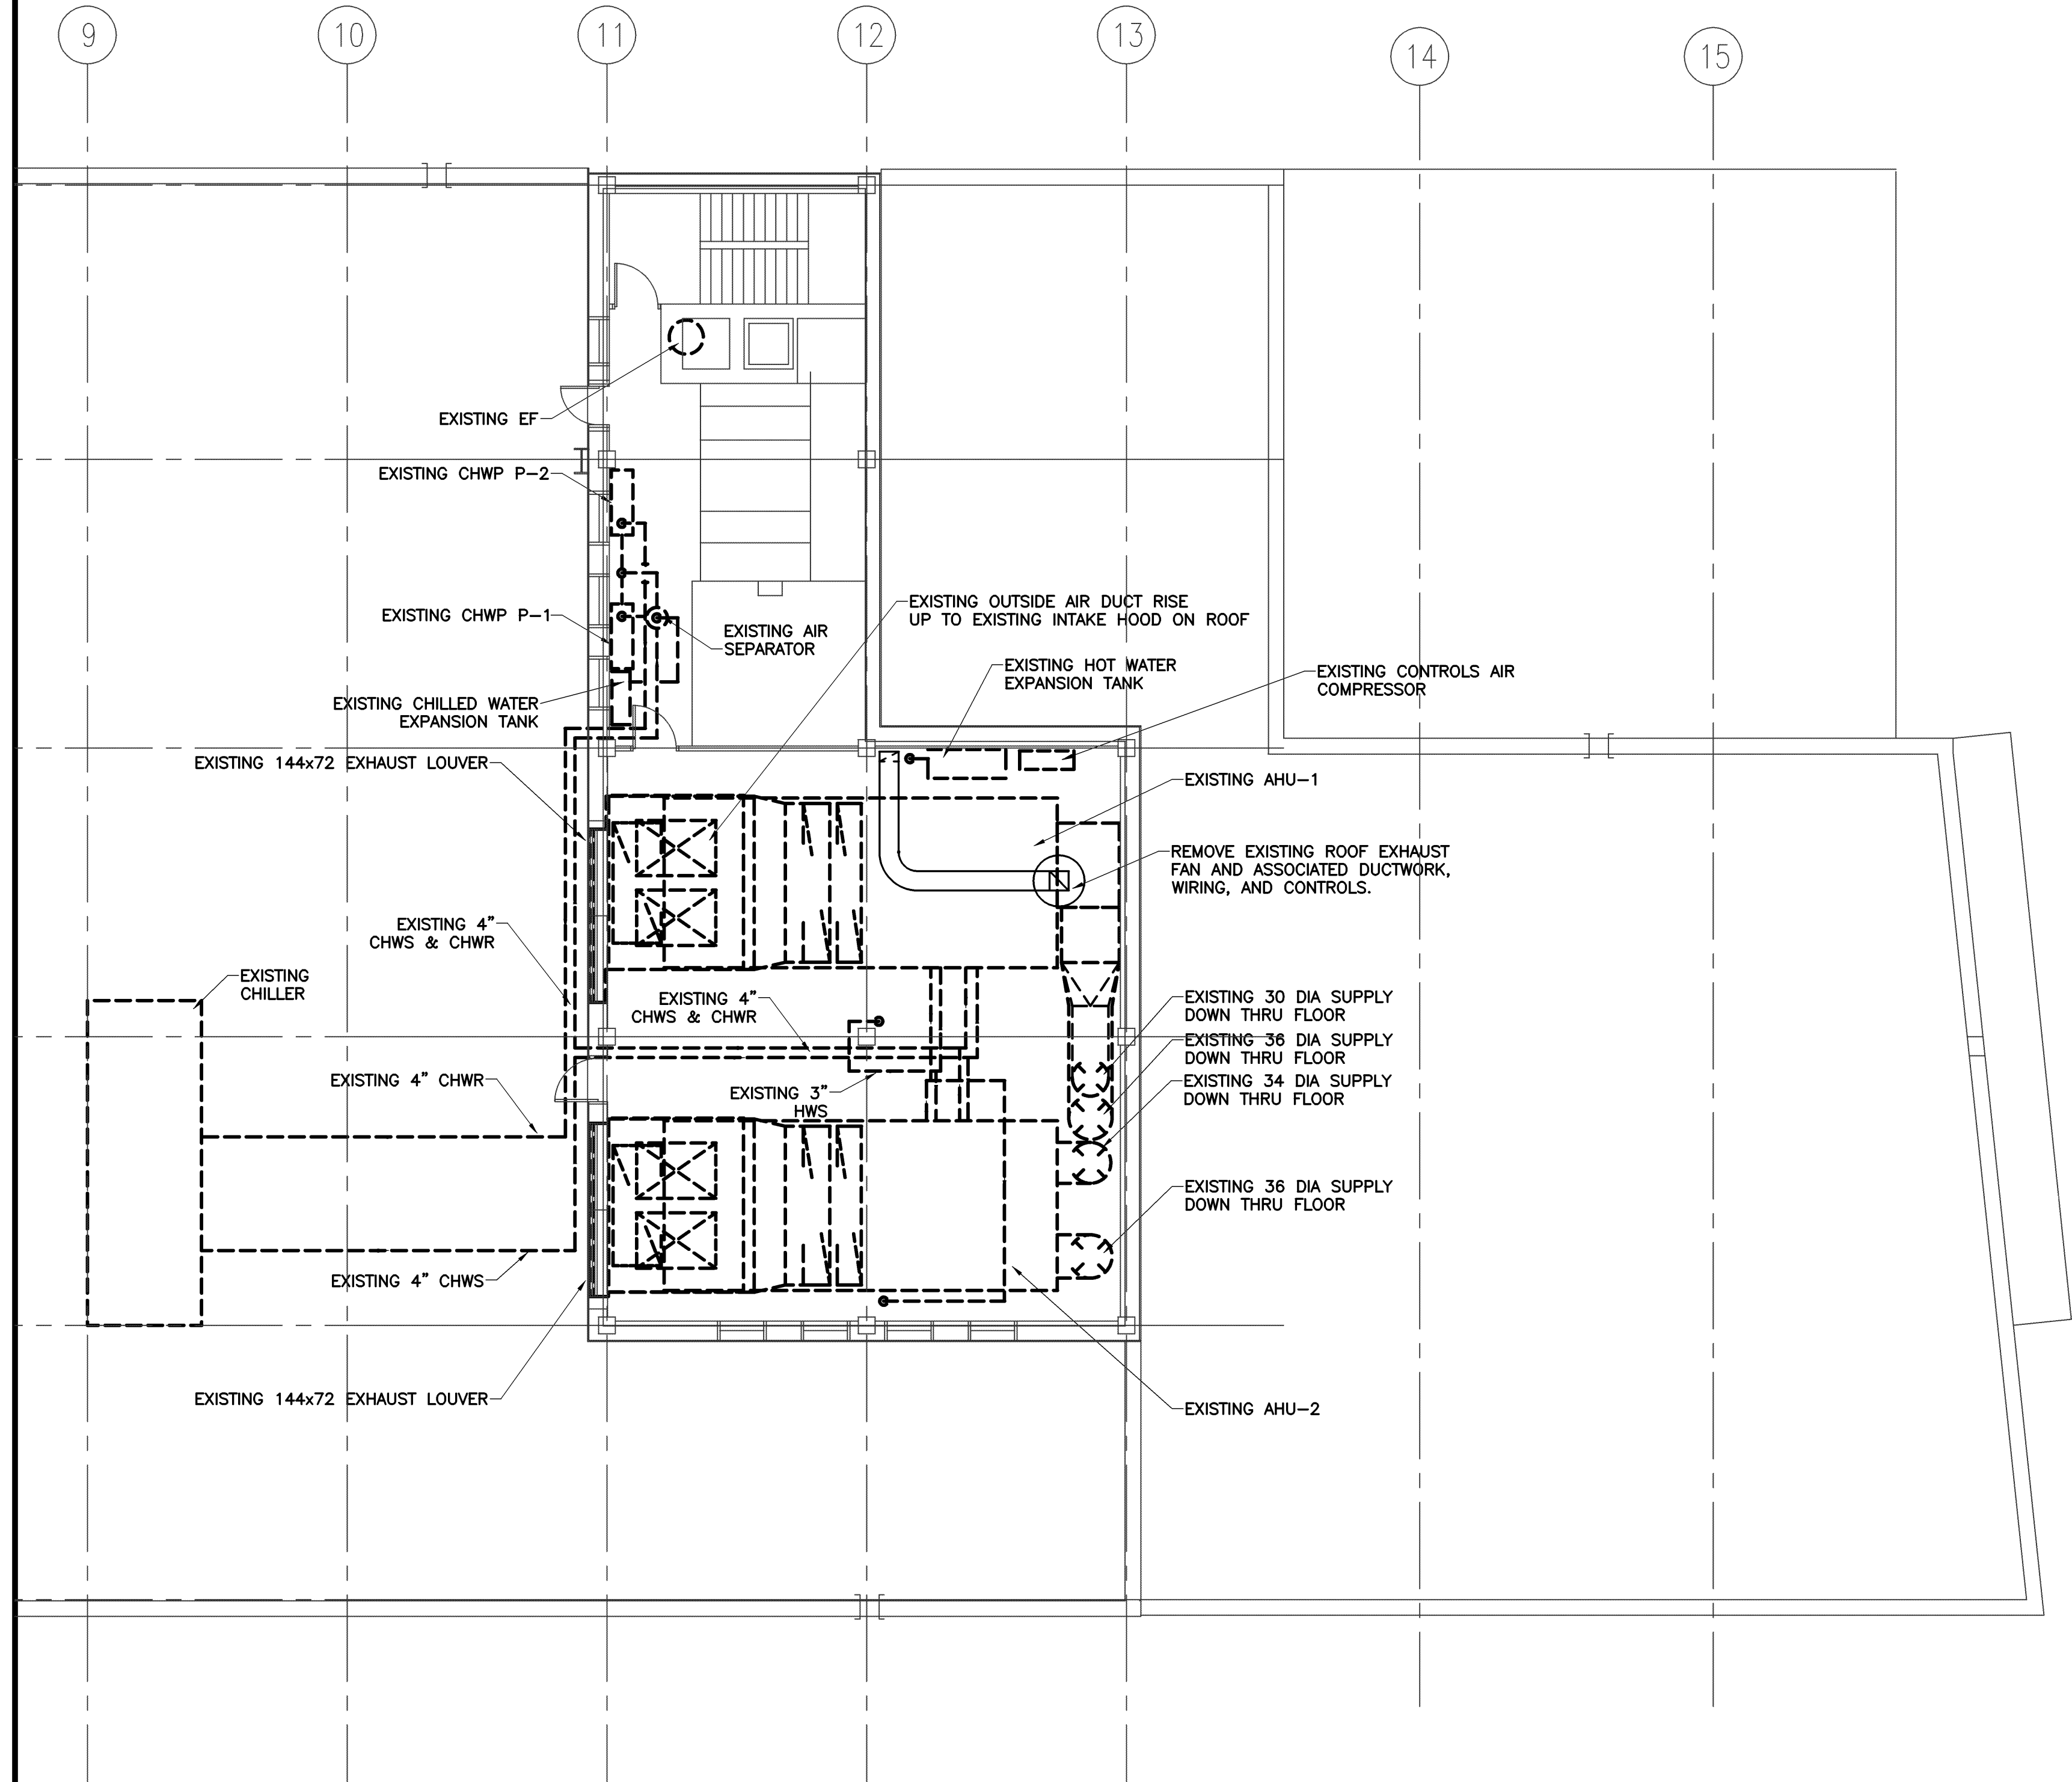 9
10
11
12
13
14
15
EXISTING EF
EXISTING CHWP P-2
EXISTING CHWP P-1
EXISTING OUTSIDE AIR DUCT RISE
UP TO EXISTING INTAKE HOOD ON ROOF
EXISTING AIR
SEPARATOR
EXISTING HOT WATER
EXPANSION TANK
EXISTING CONTROLS AIR
COMPRESSOR
EXISTING CHILLED WATER
EXPANSION TANK
EXISTING 144x72 EXHAUST LOUVER
EXISTING AHU-1
REMOVE EXISTING ROOF EXHAUST
FAN AND ASSOCIATED DUCTWORK,
WIRING, AND CONTROLS.
EXISTING 4"
CHWS & CHWR
EXISTING
CHILLER
EXISTING 4"
CHWS & CHWR
EXISTING 30 DIA SUPPLY
DOWN THRU FLOOR
EXISTING 36 DIA SUPPLY
DOWN THRU FLOOR
EXISTING 34 DIA SUPPLY
DOWN THRU FLOOR
EXISTING 4" CHWR
EXISTING 3"
HWS
EXISTING 36 DIA SUPPLY
DOWN THRU FLOOR
EXISTING 4" CHWS
EXISTING 144x72 EXHAUST LOUVER
EXISTING AHU-2